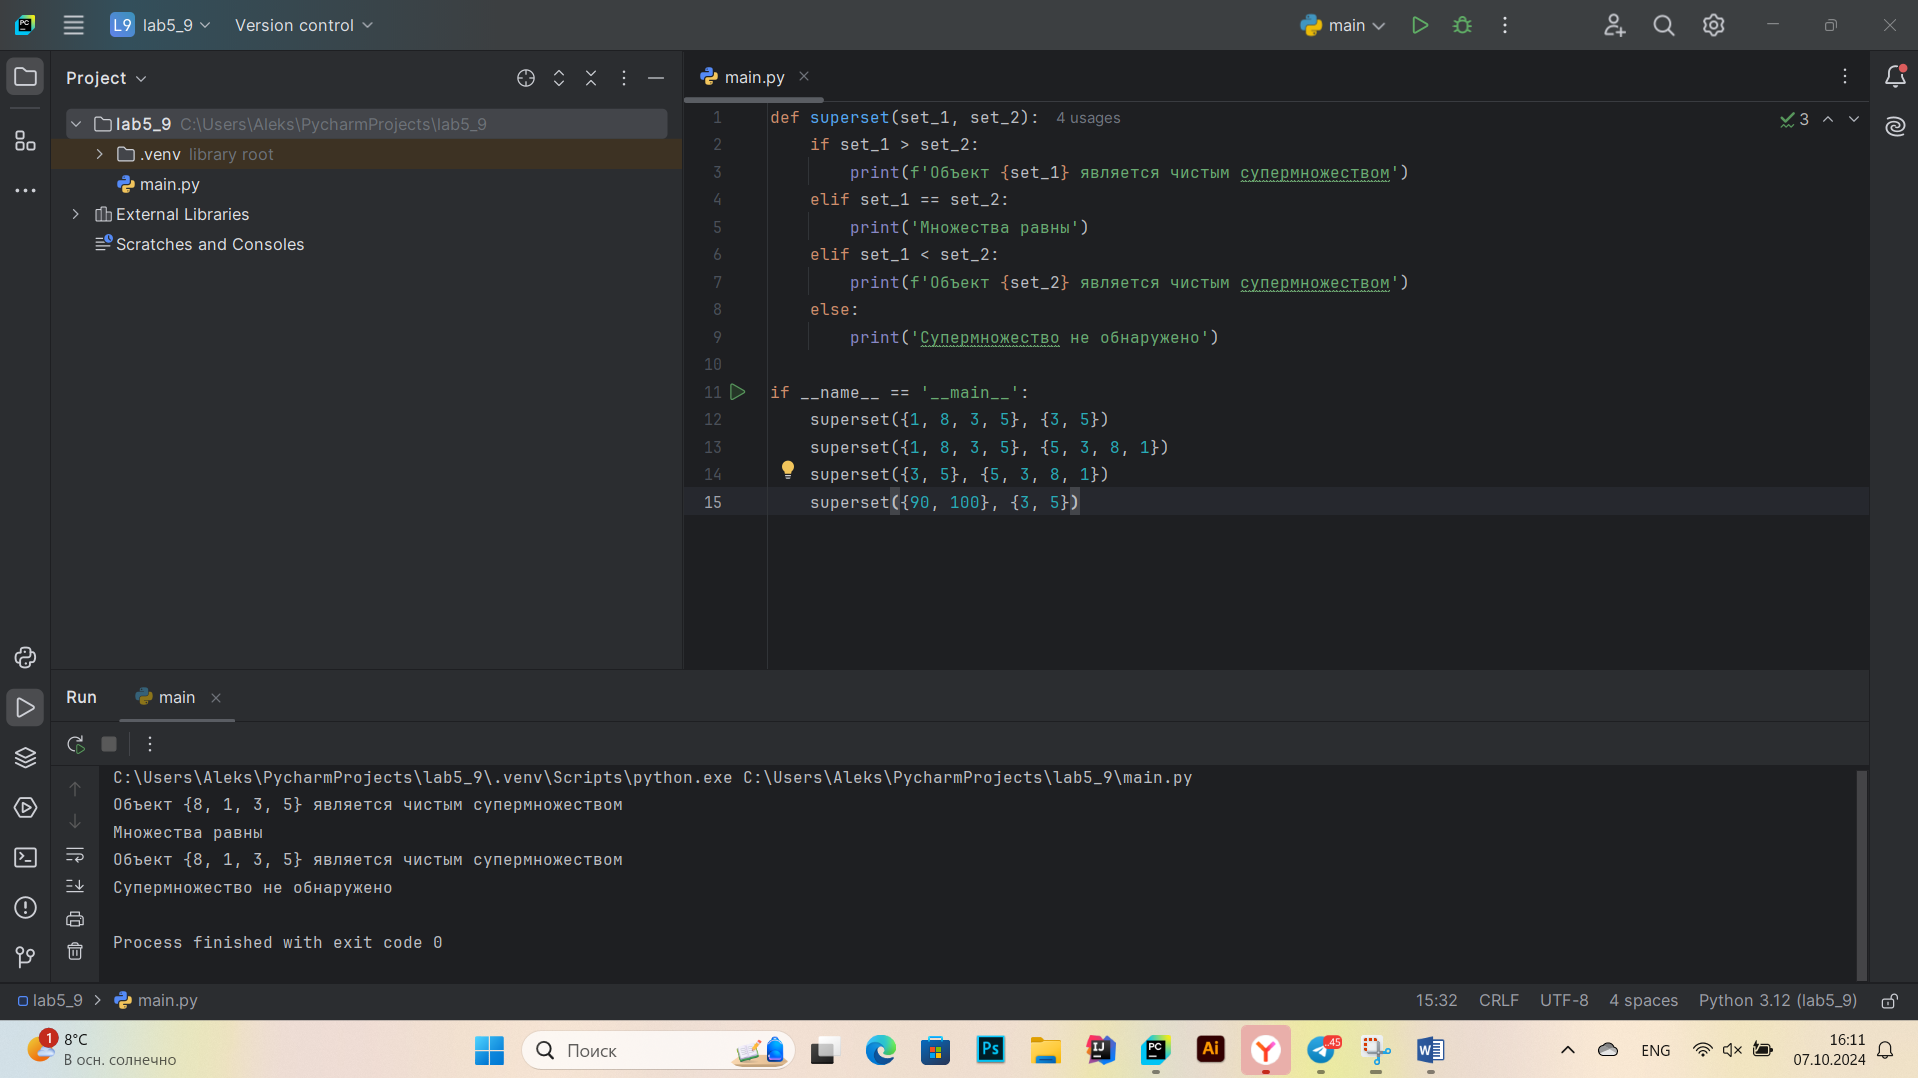 L9 lab5_9 Version control main
Project
main.py
lab5_9 C:\Users\Aleks\PycharmProjects\lab5_9
.venv library root
main.py
External Libraries
Scratches and Consoles
1 def superset(set_1, set_2): 4 usages
3
2 if set_1 > set_2:
3 print(f'Объект {set_1} является чистым супермножеством')
4 elif set_1 == set_2:
5 print('Множества равны')
6 elif set_1 < set_2:
7 print(f'Объект {set_2} является чистым супермножеством')
8 else:
9 print('Супермножество не обнаружено')
10
11 if __name__ == '__main__':
12 superset({1, 8, 3, 5}, {3, 5})
13 superset({1, 8, 3, 5}, {5, 3, 8, 1})
14 superset({3, 5}, {5, 3, 8, 1})
15 superset({90, 100}, {3, 5})
Run main
C:\Users\Aleks\PycharmProjects\lab5_9\.venv\Scripts\python.exe C:\Users\Aleks\PycharmProjects\lab5_9\main.py
Объект {8, 1, 3, 5} является чистым супермножеством
Множества равны
Объект {8, 1, 3, 5} является чистым супермножеством
Супермножество не обнаружено
Process finished with exit code 0
lab5_9 main.py
15:32 CRLF UTF-8 4 spaces Python 3.12 (lab5_9)
1
8°C
В осн. солнечно
Поиск
Ps
IJ
PC
Ai
Y
45
W
ENG
16:11
07.10.2024